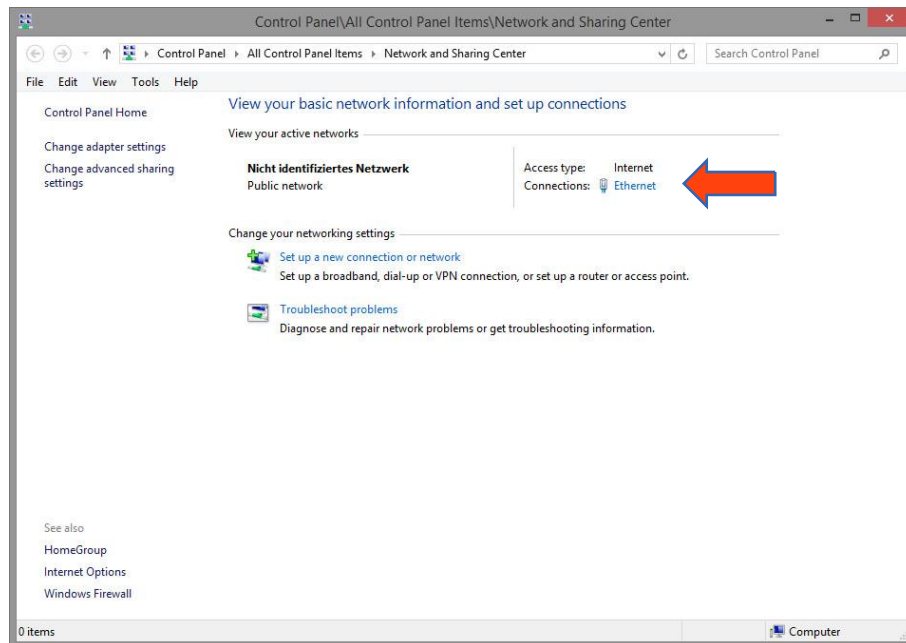 Control Panel\All Control Panel Items\Network and Sharing Center
Control Panel All Control Panel Items Network and Sharing Center
Search Control Panel
File Edit View Tools Help
Control Panel Home
Change adapter settings
Change advanced sharing
settings
View your basic network information and set up connections
View your active networks
Nicht identifiziertes Netzwerk
Public network
Access type: Internet
Connections: Ethernet
Change your networking settings
Set up a new connection or network
Set up a broadband, dial-up or VPN connection, or set up a router or access point.
Troubleshoot problems
Diagnose and repair network problems or get troubleshooting information.
See also
HomeGroup
Internet Options
Windows Firewall
0 items
Computer